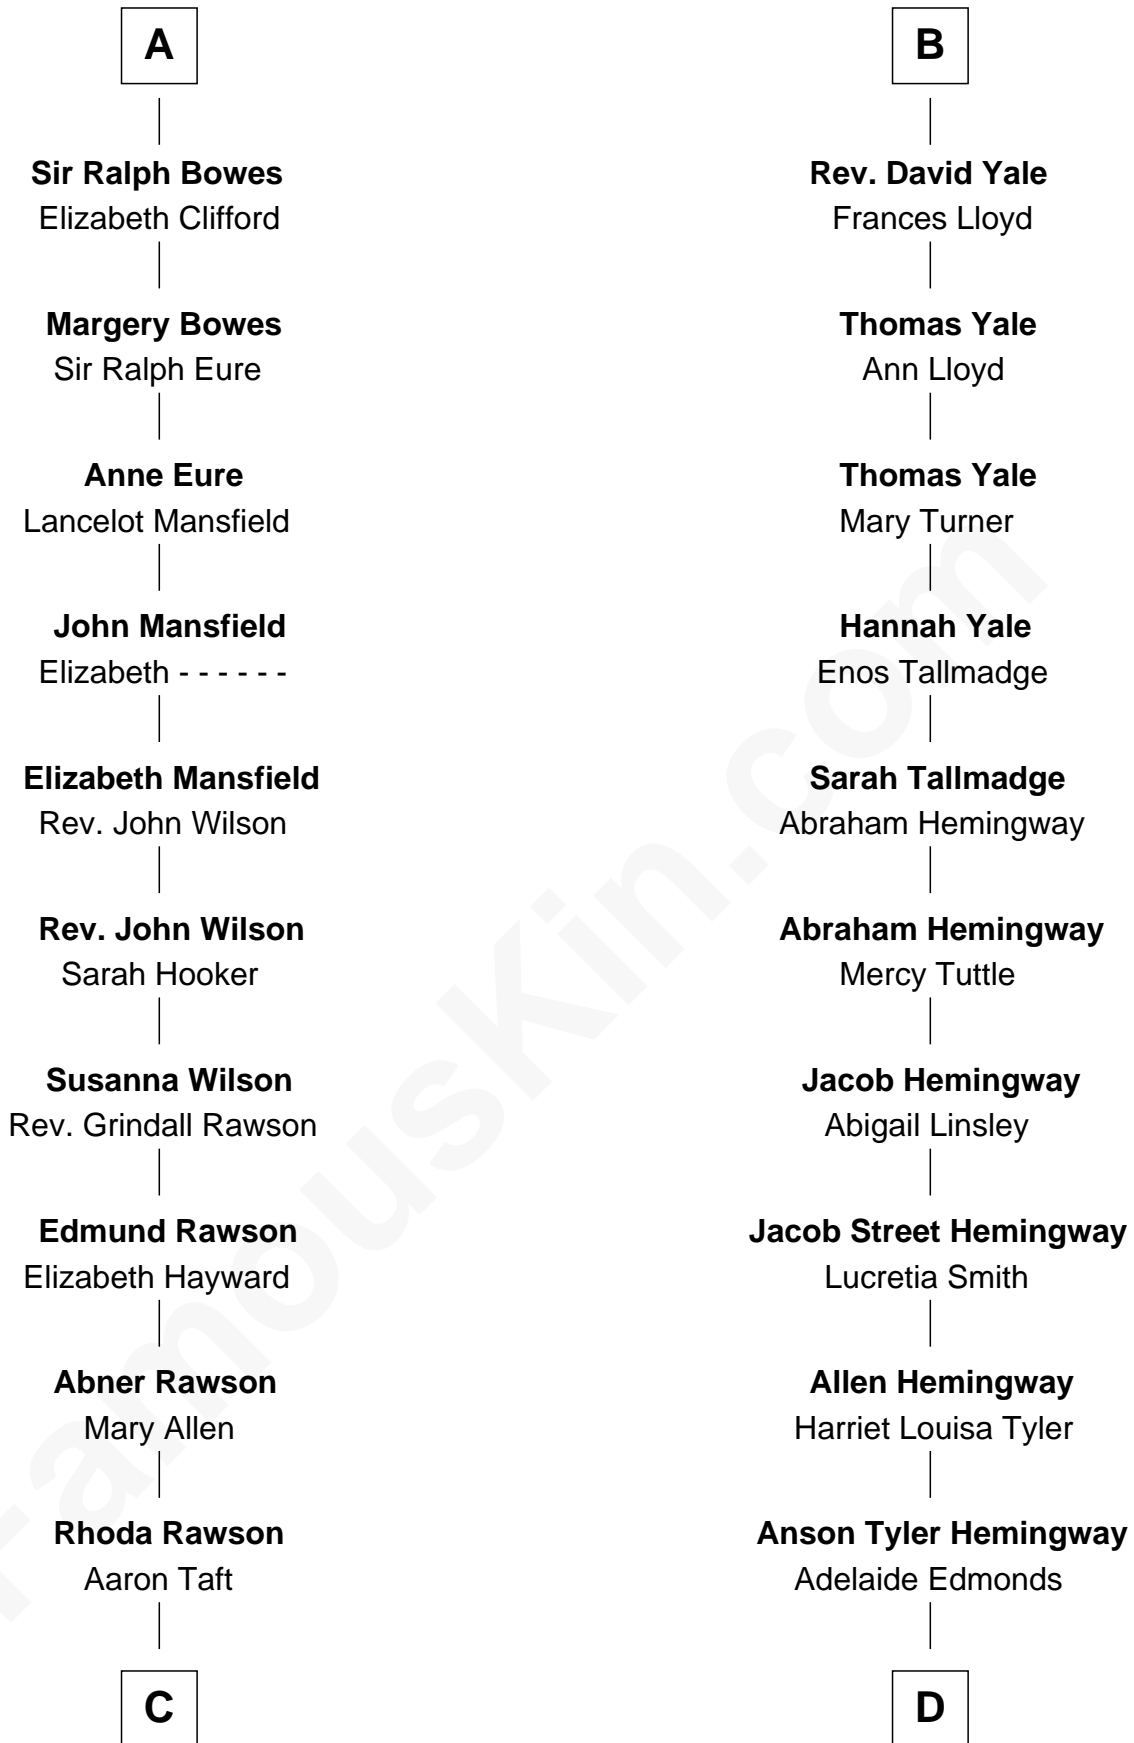 A
Sir Ralph Bowes
Elizabeth Clifford
Margery Bowes
Sir Ralph Eure
Anne Eure
Lancelot Mansfield
John Mansfield
Elizabeth - - - - - -
Elizabeth Mansfield
Rev. John Wilson
Rev. John Wilson
Sarah Hooker
Susanna Wilson
Rev. Grindall Rawson
Edmund Rawson
Elizabeth Hayward
Abner Rawson
Mary Allen
Rhoda Rawson
Aaron Taft
C
B
Rev. David Yale
Frances Lloyd
Thomas Yale
Ann Lloyd
Thomas Yale
Mary Turner
Hannah Yale
Enos Tallmadge
Sarah Tallmadge
Abraham Hemingway
Abraham Hemingway
Mercy Tuttle
Jacob Hemingway
Abigail Linsley
Jacob Street Hemingway
Lucretia Smith
Allen Hemingway
Harriet Louisa Tyler
Anson Tyler Hemingway
Adelaide Edmonds
D
FamousKin.com